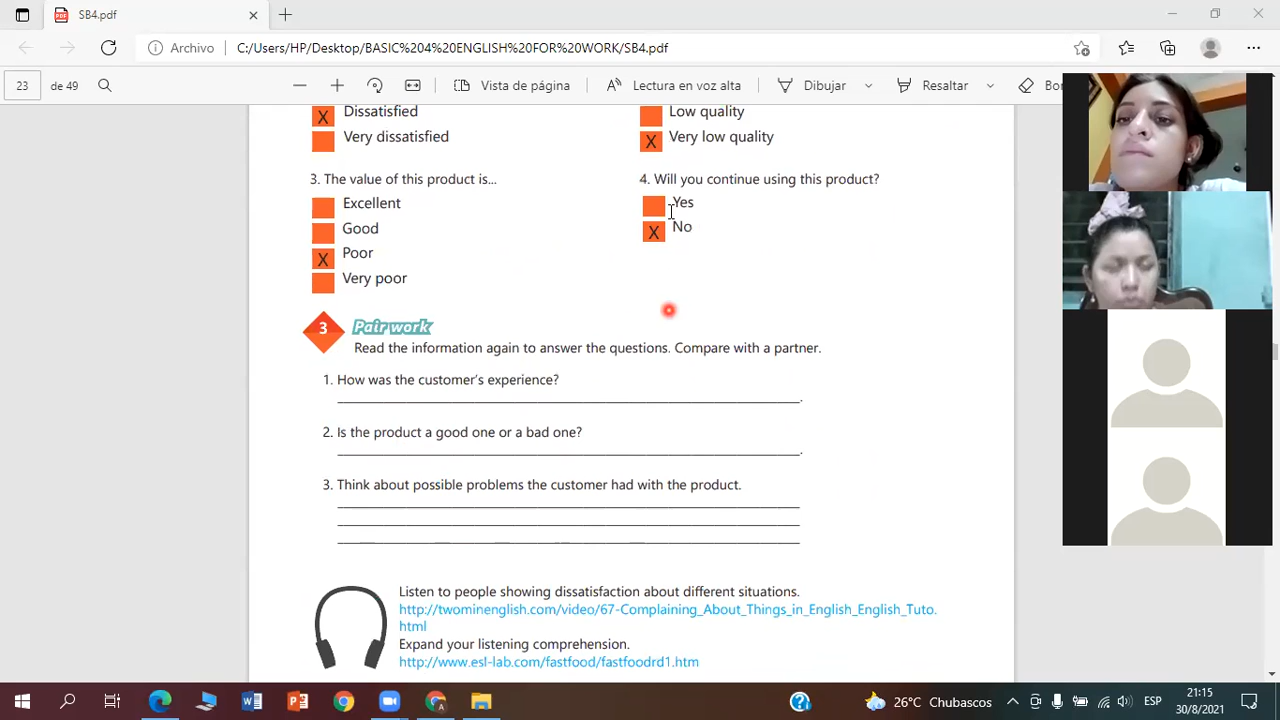 SB4.pdf
Archivo C:/Users/HP/Desktop/BASIC%204%20ENGLISH%20FOR%20WORK/SB4.pdf
23 de 49 Vista de página Lectura en voz alta Dibujar Resaltar Bor
X Dissatisfied
Very dissatisfied
Low quality
X Very low quality
3. The value of this product is...
Excellent
Good
X Poor
Very poor
4. Will you continue using this product?
Yes
X No
3 Pair work
Read the information again to answer the questions. Compare with a partner.
1. How was the customer's experience?
2. Is the product a good one or a bad one?
3. Think about possible problems the customer had with the product.
Listen to people showing dissatisfaction about different situations.
http://twominenglish.com/video/67-Complaining_About_Things_in_English_English_Tuto.
html
Expand your listening comprehension.
http://www.esl-lab.com/fastfood/fastfoodrd1.htm
26°C Chubascos ESP 21:15
30/8/2021